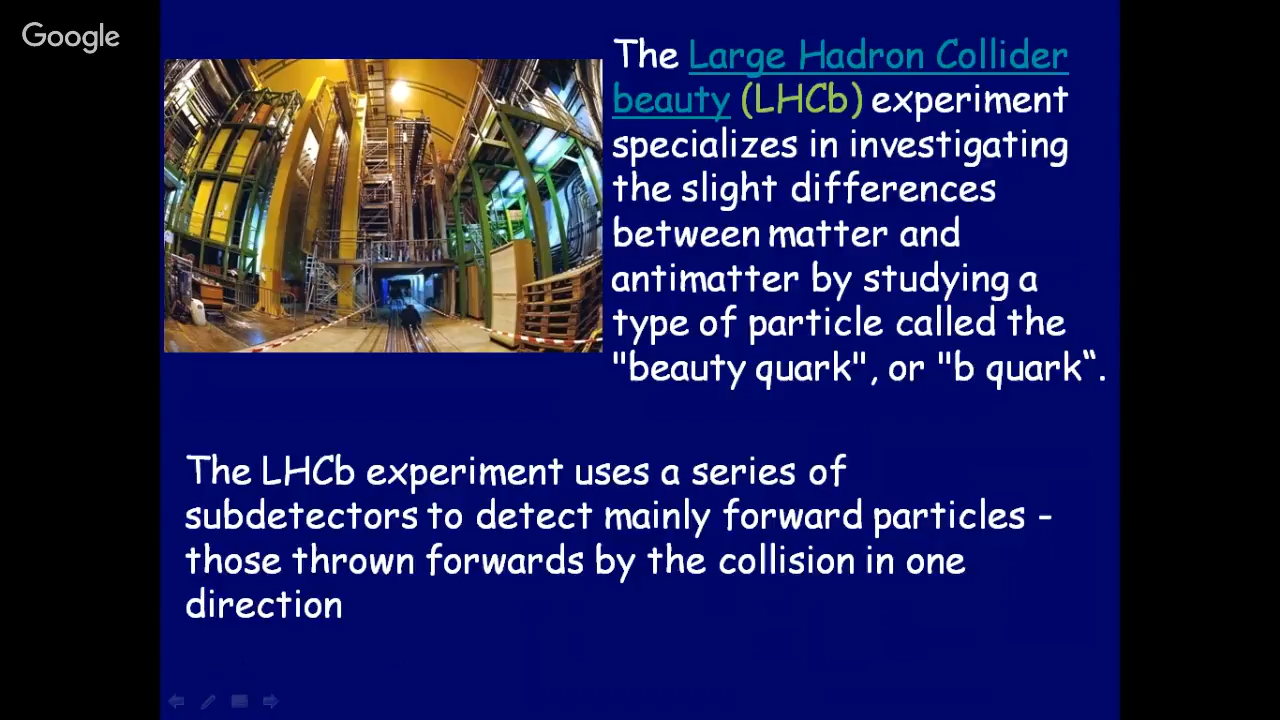 Google
The Large Hadron Collider
beauty (LHCb) experiment
specializes in investigating
the slight differences
between matter and
antimatter by studying a
type of particle called the
"beauty quark", or "b quark“.
The LHCb experiment uses a series of
subdetectors to detect mainly forward particles -
those thrown forwards by the collision in one
direction